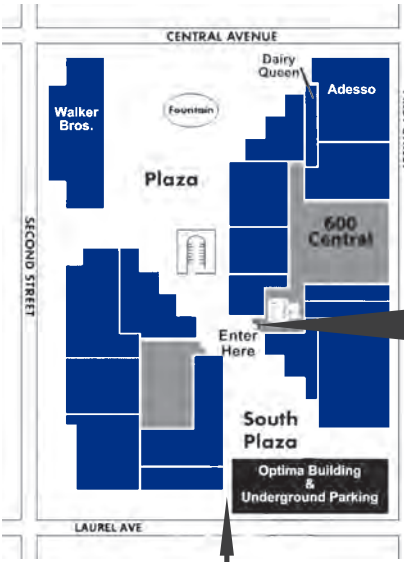 CENTRAL AVENUE
Dairy
Queen
Adesso
Walker
Bros.
Fountain
Plaza
600
Central
SECOND STREET
Enter
Here
South
Plaza
Optima Building
&
Underground Parking
LAUREL AVE